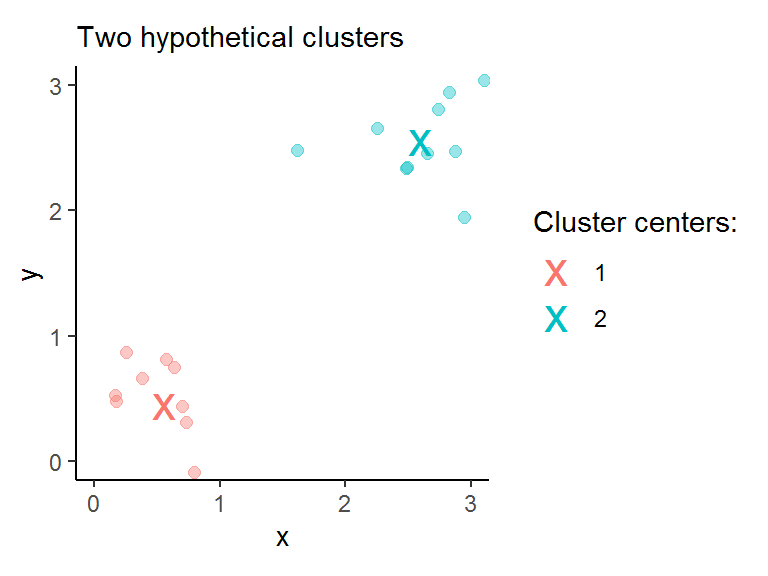 Two hypothetical clusters
3
2
1
0
y
0 1 2 3
x
Cluster centers:
X 1
X 2
X
X